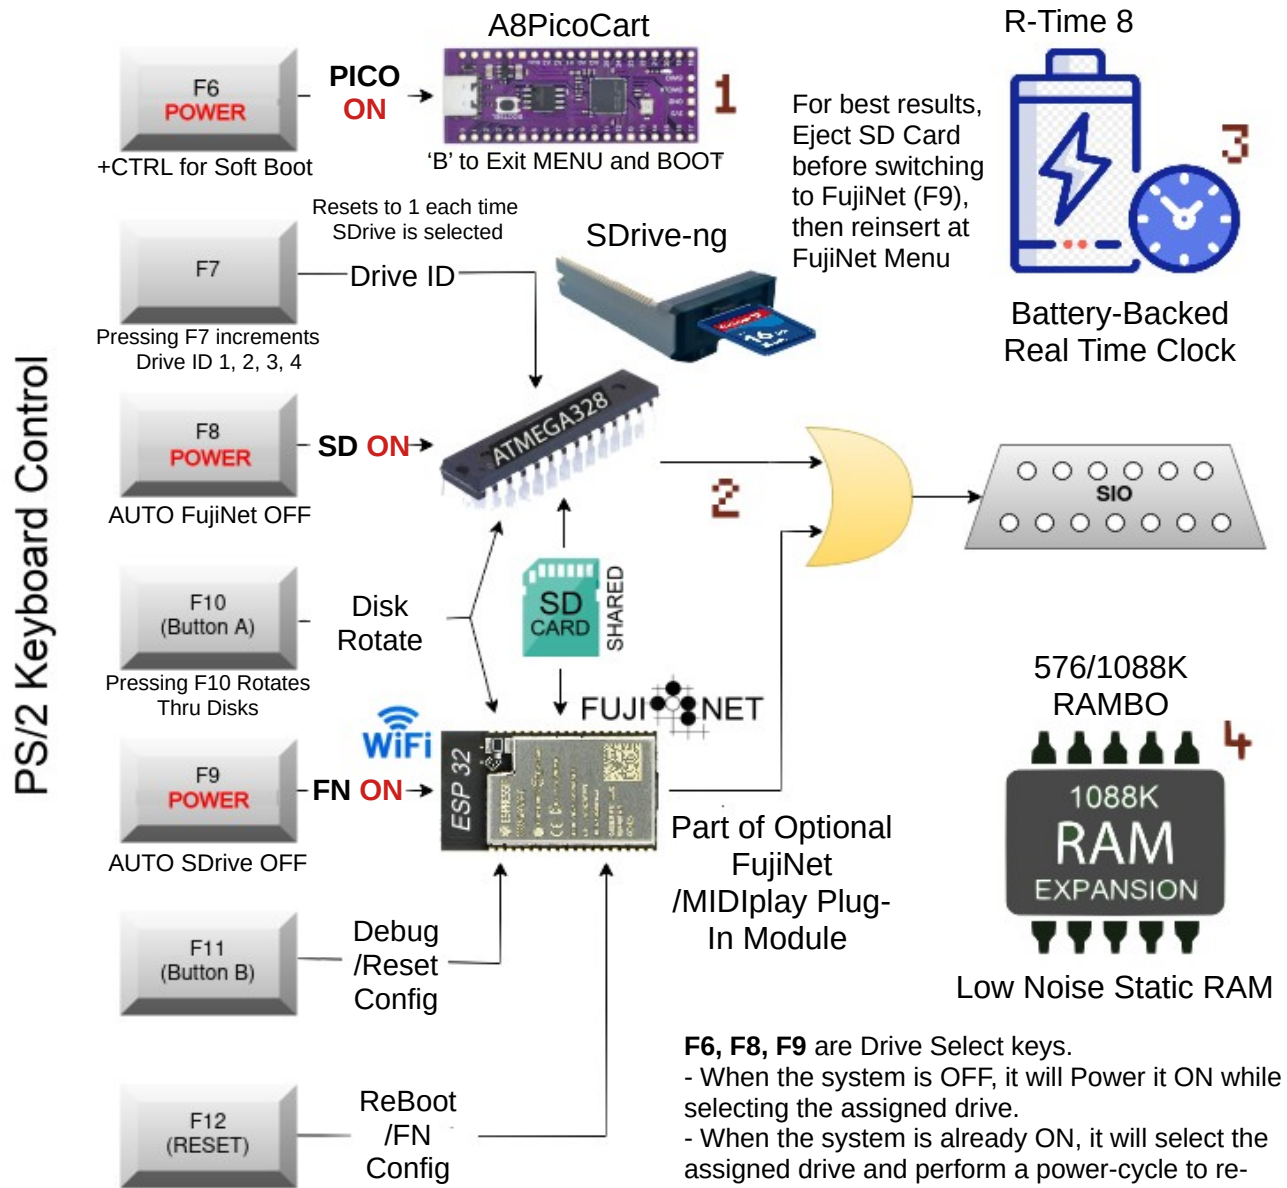 A8PicoCart
R-Time 8
F6
POWER
PICO
ON
1
+CTRL for Soft Boot
'B' to Exit MENU and BOOT
For best results,
Eject SD Card
before switching
to FujiNet (F9),
then reinsert at
FujiNet Menu
3
Battery-Backed
Real Time Clock
Resets to 1 each time
SDrive is selected
F7
Drive ID
SDrive-ng
16
Pressing F7 increments
Drive ID 1, 2, 3, 4
PS/2 Keyboard Control
F8
POWER
SD ON
ATMEGA328
AUTO FujiNet OFF
2
SIO
F10
(Button A)
Disk
Rotate
SD
CARD
SHARED
Pressing F10 Rotates
Thru Disks
FUJI NET
WiFi
F9
POWER
FN ON
ESP 32
AUTO SDrive OFF
Part of Optional
FujiNet
/MIDIplay Plug-
In Module
576/1088K
RAMBO
4
1088K
RAM
EXPANSION
Low Noise Static RAM
F11
(Button B)
Debug
/Reset
Config
F12
(RESET)
ReBoot
/FN
Config
F6, F8, F9 are Drive Select keys.
- When the system is OFF, it will Power it ON while
selecting the assigned drive.
- When the system is already ON, it will select the
assigned drive and perform a power-cycle to re-